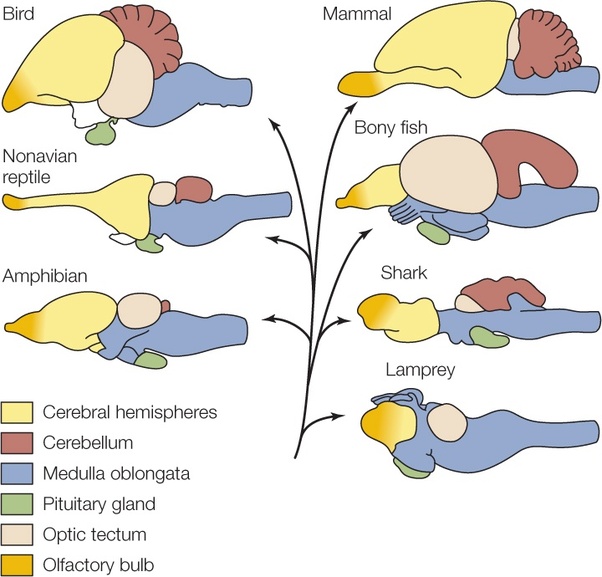 Bird
Mammal
Bony fish
Nonavian
reptile
Amphibian
Shark
Lamprey
Cerebral hemispheres
Cerebellum
Medulla oblongata
Pituitary gland
Optic tectum
Olfactory bulb